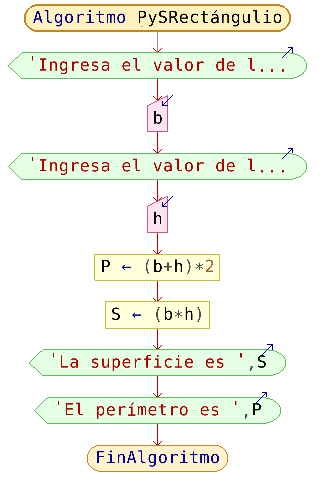 Algoritmo PySRectángulio
'Ingresa el valor de l...
b
'Ingresa el valor de l...
h
P ← (b+h)*2
S ← (b*h)
'La superficie es ',S
'El perímetro es ',P
FinAlgoritmo